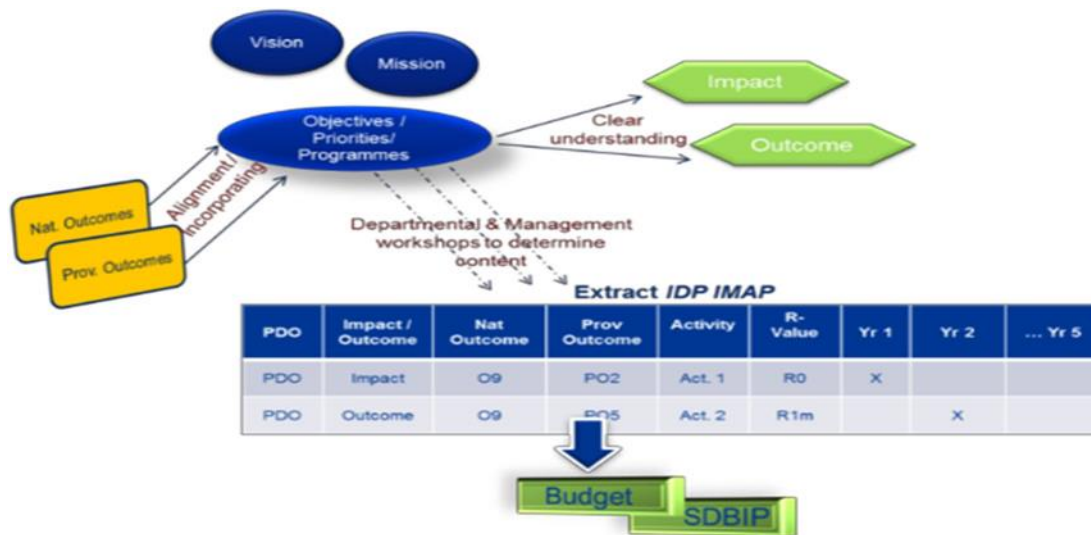 Vision
Mission
Objectives /
Priorities/
Programmes
Impact
Clear
understanding
Outcome
Alignment /
Incorporating
Nat. Outcomes
Prov. Outcomes
Departmental & Management
workshops to determine
content
Extract IDP IMAP
PDO Impact / Outcome Nat Outcome Prov Outcome Activity R-Value Yr 1 Yr 2 ... Yr 5
PDO Impact O9 PO2 Act. 1 R0 X
PDO Outcome O9 PO5 Act. 2 R1m X
Budget
SDBIP